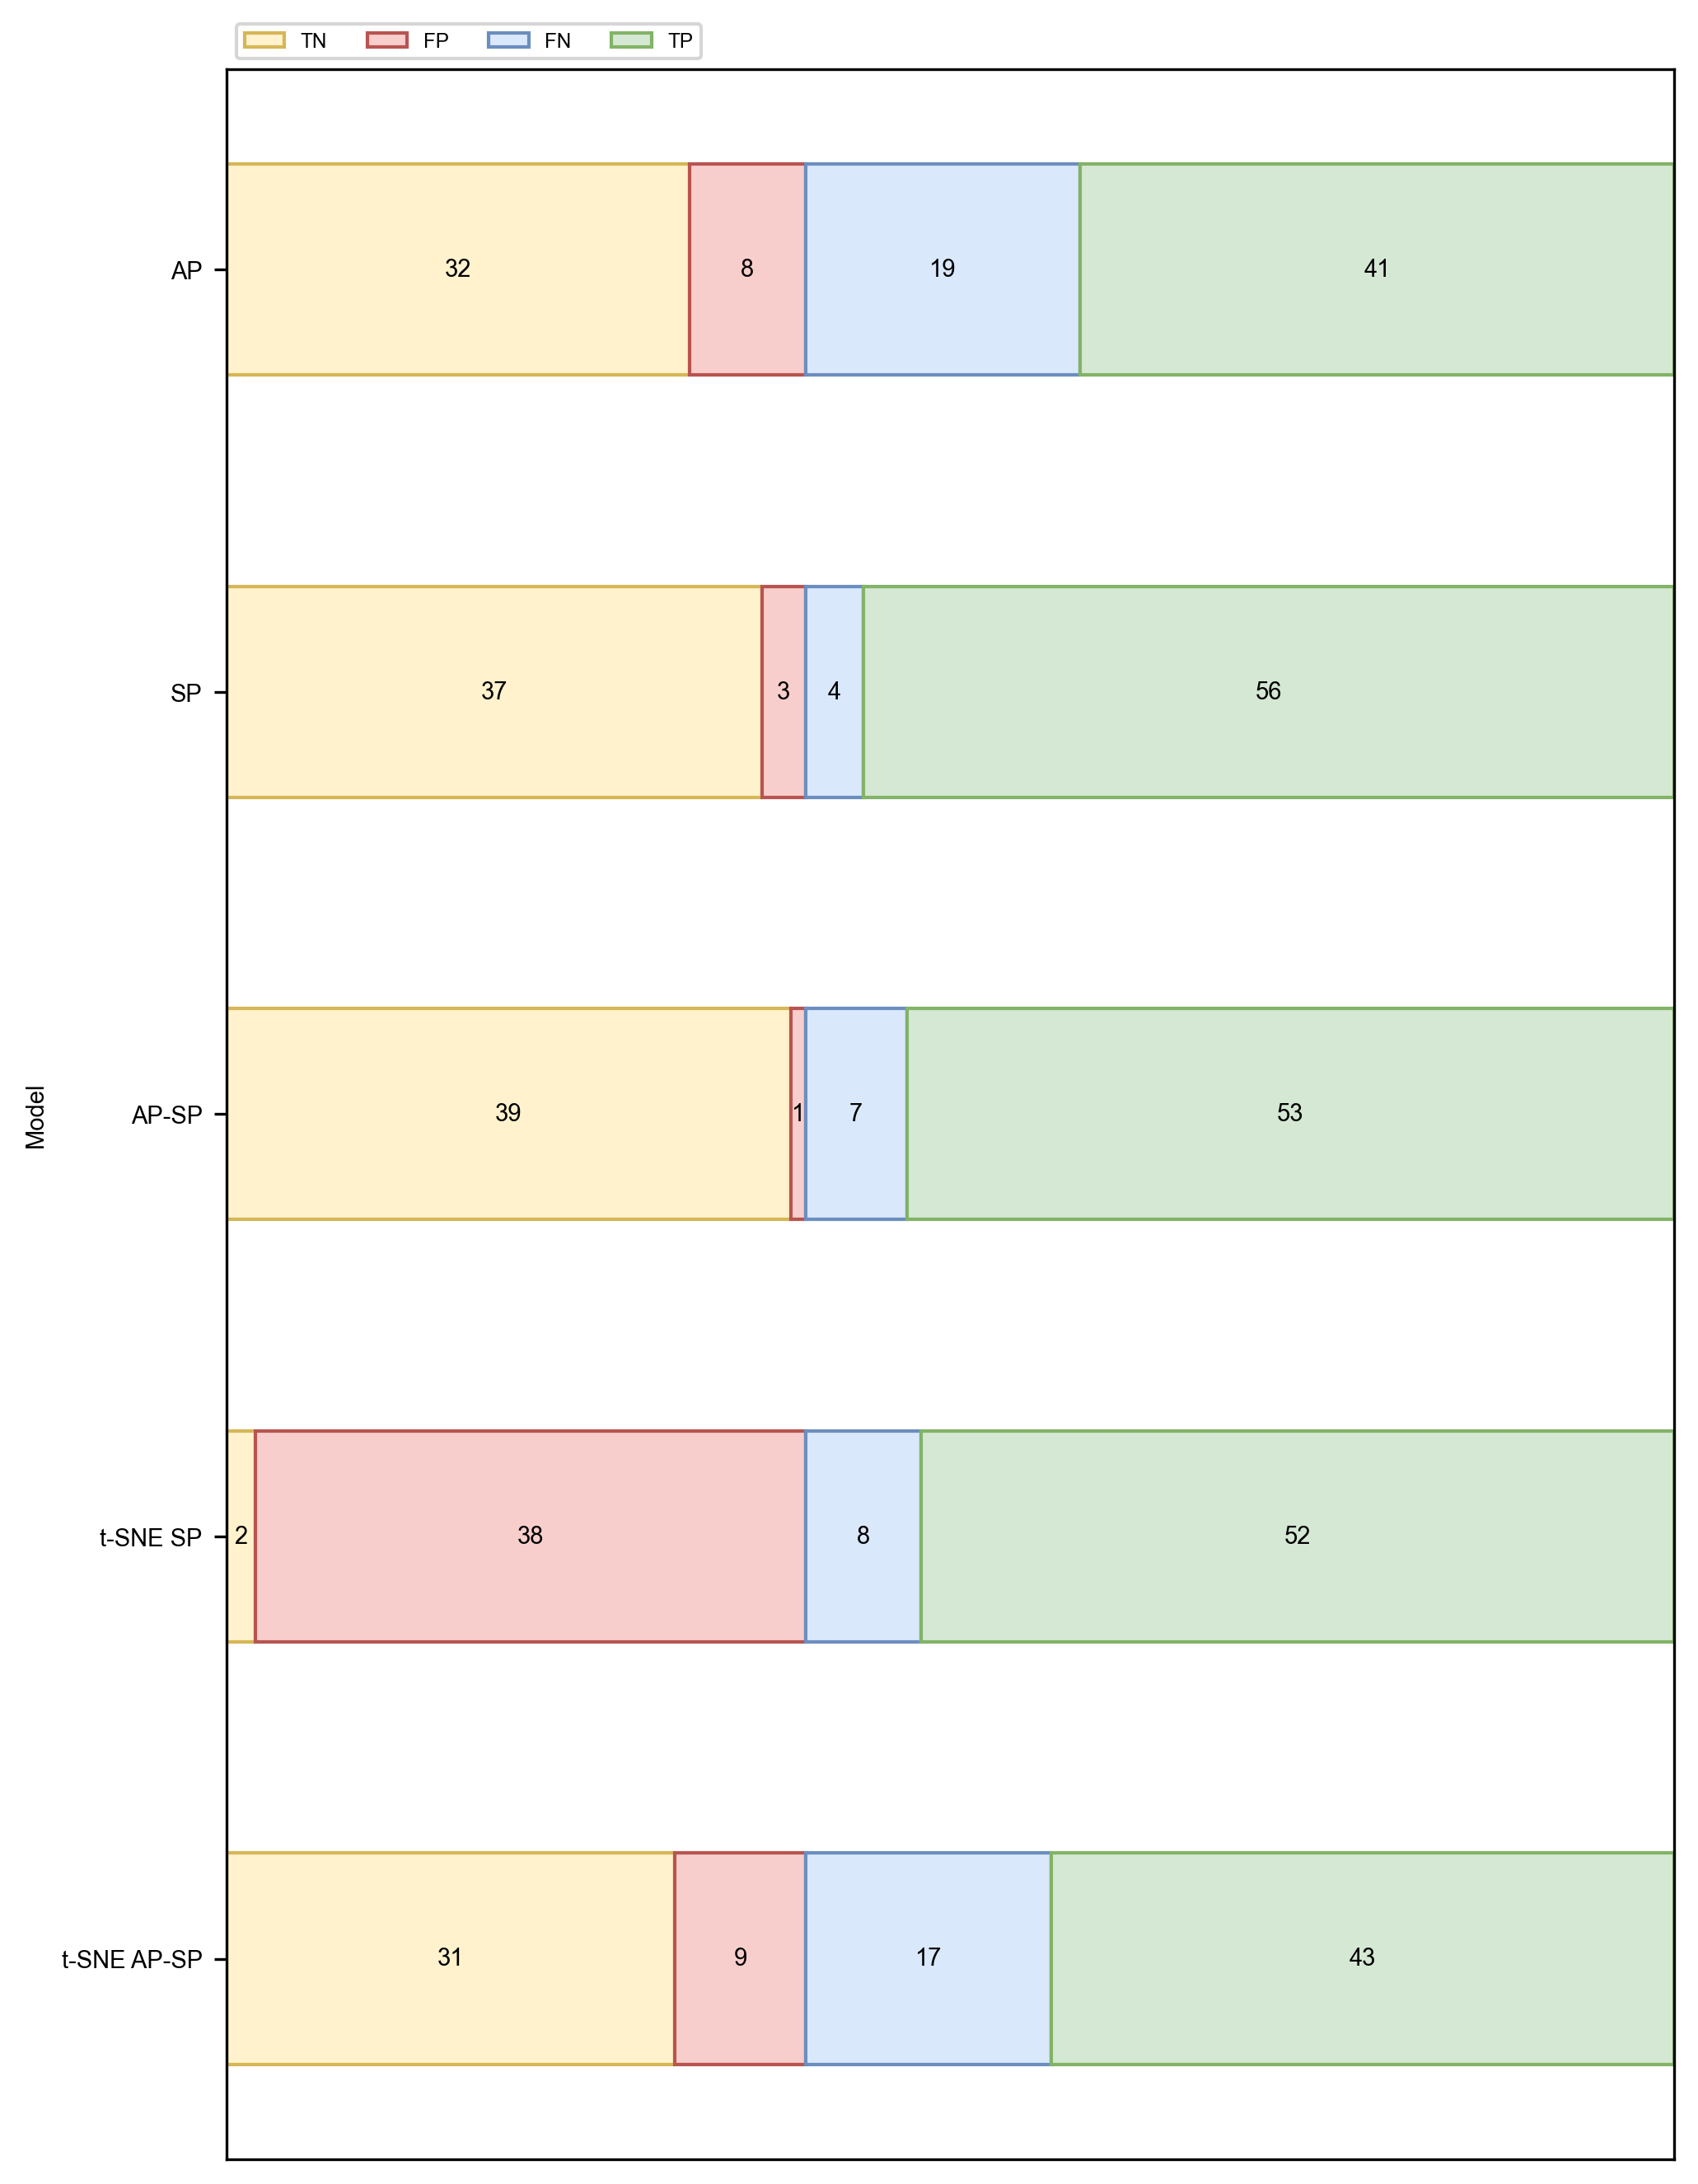 TN FP FN TP
AP 32 8 19 41
SP 37 3 4 56
Model
AP-SP 39 1 7 53
t-SNE SP 2 38 8 52
t-SNE AP-SP 31 9 17 43